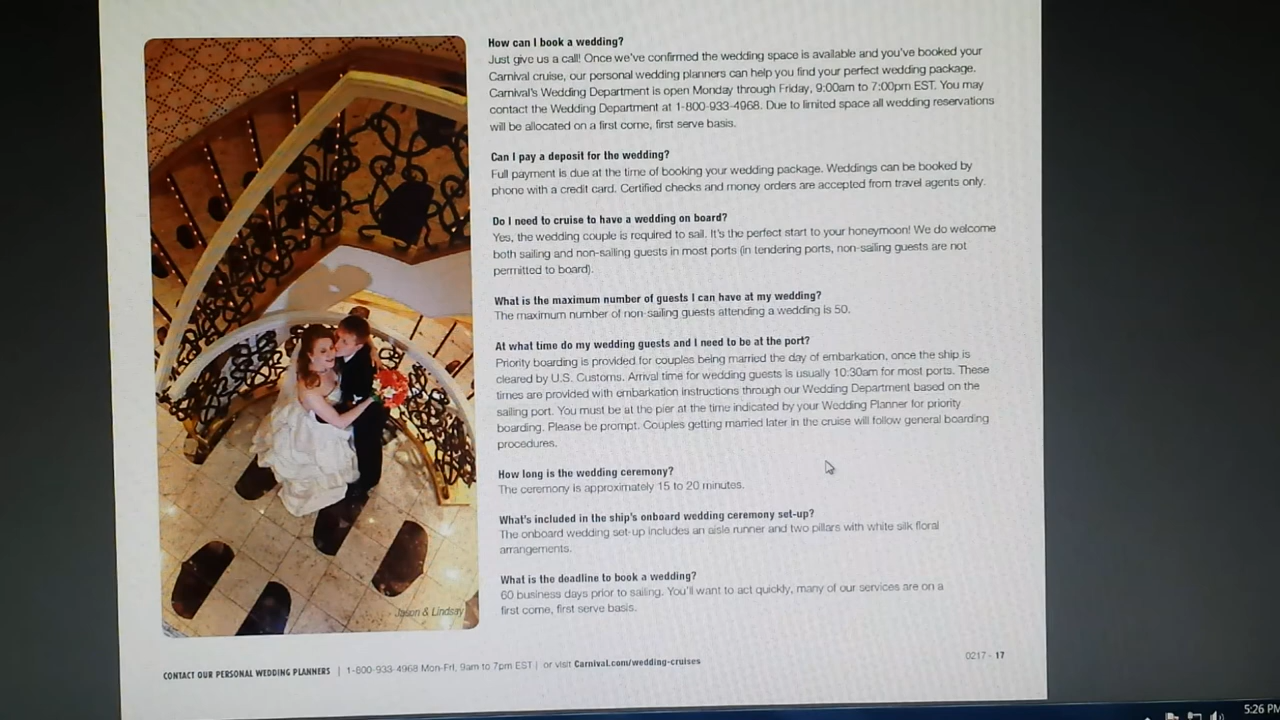 How can I book a wedding?
Just give us a call! Once we've confirmed the wedding space is available and you've booked your
Carnival cruise, our personal wedding planners can help you find your perfect wedding package.
Carnival's Wedding Department is open Monday through Friday, 9:00am to 7:00pm EST. You may
contact the Wedding Department at 1-800-933-4968. Due to limited space all wedding reservations
will be allocated on a first come, first serve basis.
Can I pay a deposit for the wedding?
Full payment is due at the time of booking your wedding package. Weddings can be booked by
phone with a credit card. Certified checks and money orders are accepted from travel agents only.
Do I need to cruise to have a wedding on board?
Yes, the wedding couple is required to sail. It's the perfect start to your honeymoon! We do welcome
both sailing and non-sailing guests in most ports (in tendering ports, non-sailing guests are not
permitted to board).
What is the maximum number of guests I can have at my wedding?
The maximum number of non-sailing guests attending a wedding is 50.
At what time do my wedding guests and I need to be at the port?
Priority boarding is provided for couples being married the day of embarkation, once the ship is
cleared by U.S. Customs. Arrival time for wedding guests is usually 10:30am for most ports. These
times are provided with embarkation instructions through our Wedding Department based on the
sailing port. You must be at the pier at the time indicated by your Wedding Planner for priority
boarding. Please be prompt. Couples getting married later in the cruise will follow general boarding
procedures.
How long is the wedding ceremony?
The ceremony is approximately 15 to 20 minutes.
What's included in the ship's onboard wedding ceremony set-up?
The onboard wedding set-up includes an aisle runner and two pillars with white silk floral
arrangements.
What is the deadline to book a wedding?
60 business days prior to sailing. You'll want to act quickly, many of our services are on a
first come, first serve basis.
Jason & Lindsay
CONTACT OUR PERSONAL WEDDING PLANNERS | 1-800-933-4968 Mon-Fri, 9am to 7pm EST | or visit Carnival.com/wedding-cruises
0217 - 17
5:26 PM